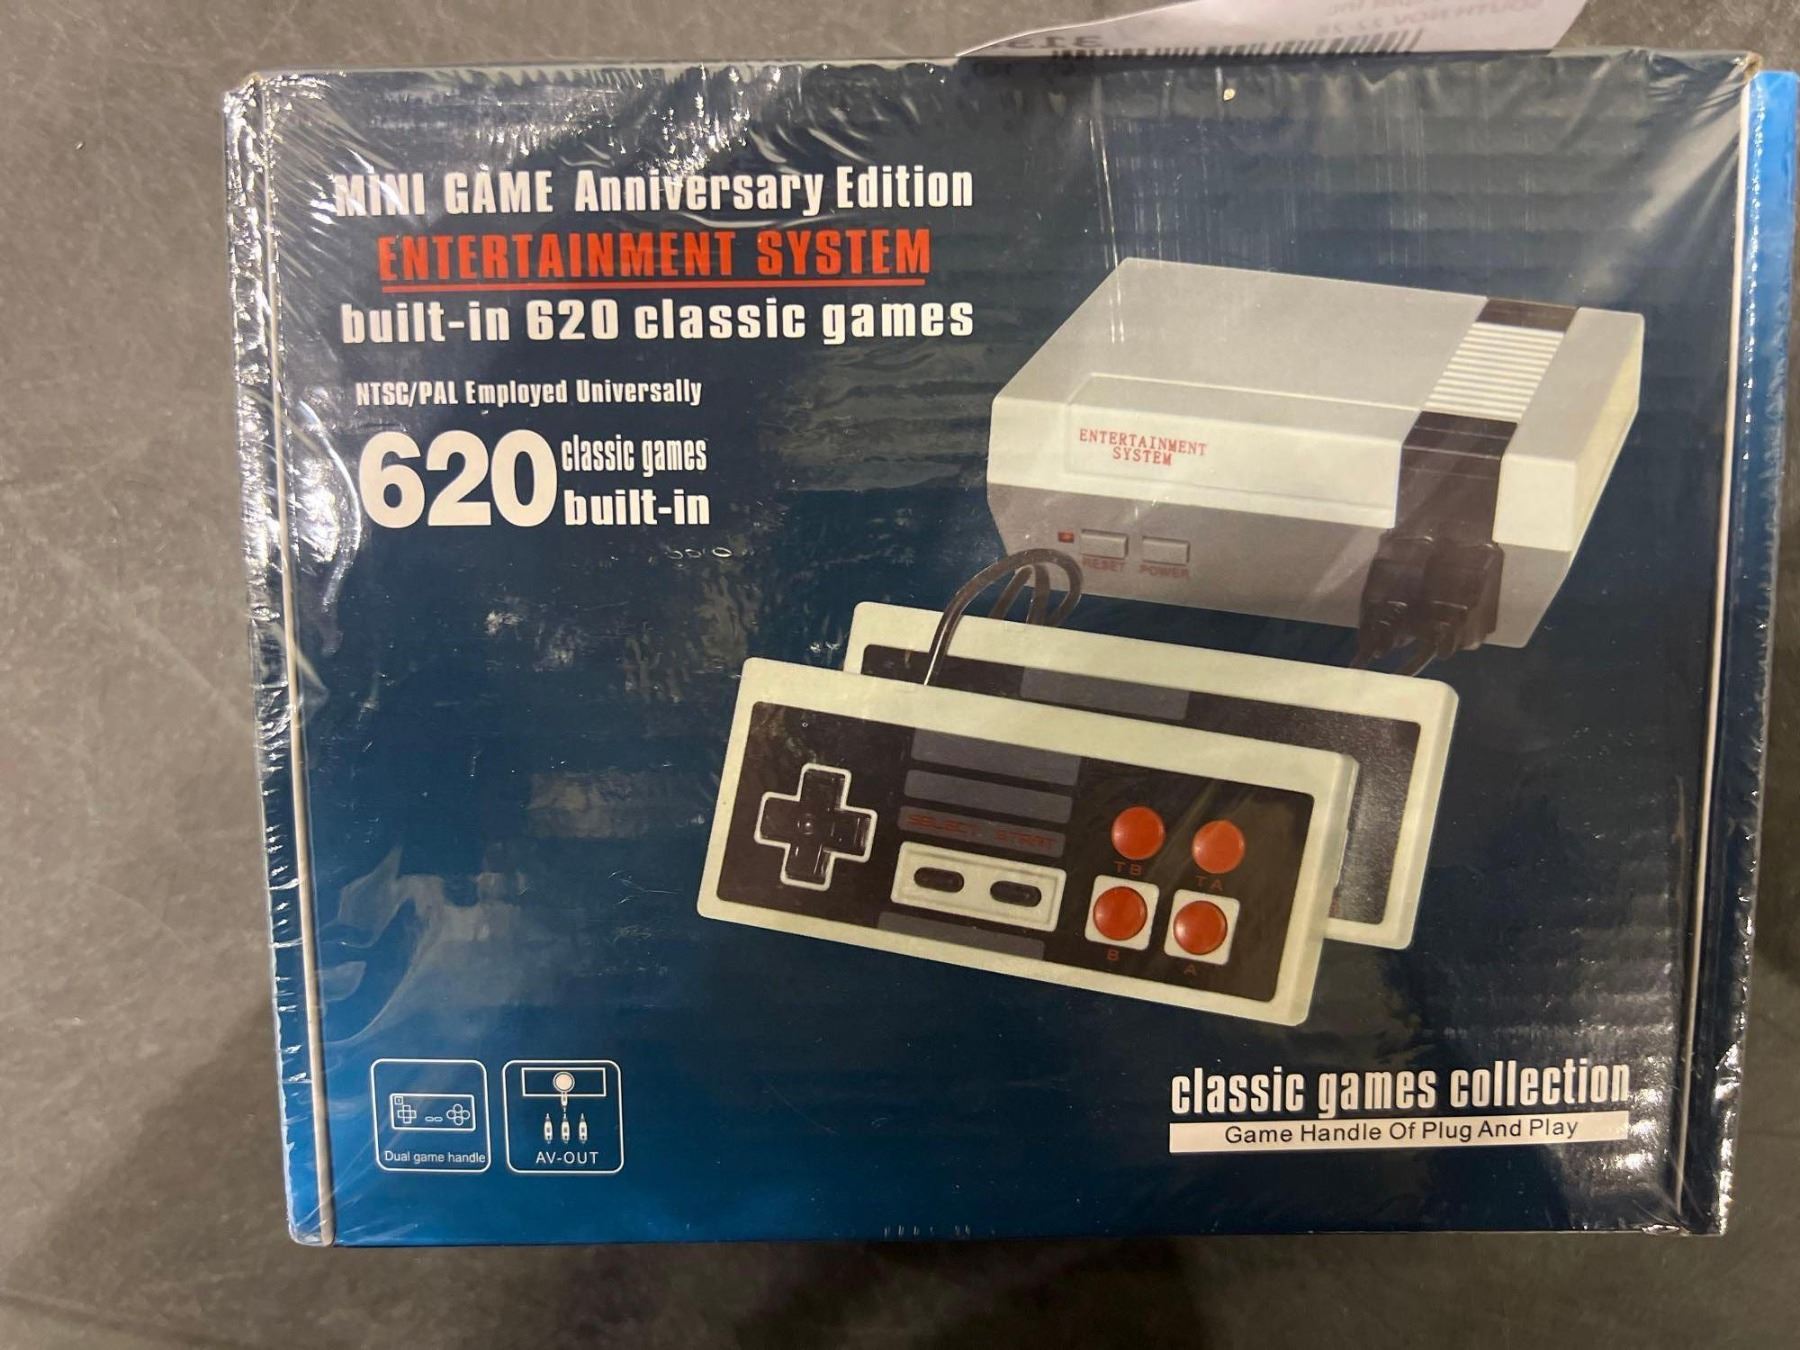 MINI GAME Anniversary Edition
ENTERTAINMENT SYSTEM
built-in 620 classic games
NTSC/PAL Employed Universally
620 classic games
built-in
ENTERTAINMENT
SYSTEM
RESET POWER
SELECT START
TB TA
B A
Dual game handle
AV-OUT
classic games collection
Game Handle Of Plug And Play